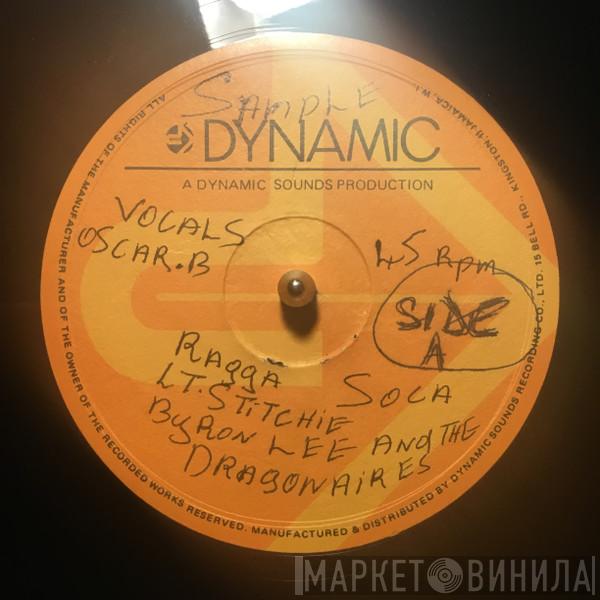 SAMPLE
DYNAMIC
A DYNAMIC SOUNDS PRODUCTION
VOCALS
OSCAR.B
45 RPM
SIDE
A
RAGGA SOCA
LT. STITCHIE
BYRON LEE AND THE
DRAGONAIRES
ALL RIGHTS OF THE MANUFACTURER AND OF THE OWNER OF THE RECORDED WORKS RESERVED. MANUFACTURED & DISTRIBUTED BY DYNAMIC SOUNDS RECORDING CO., LTD. 15 BELL RD., KINGSTON, 11 JAMAICA, W.I.
МАРКЕТ ВИНИЛА